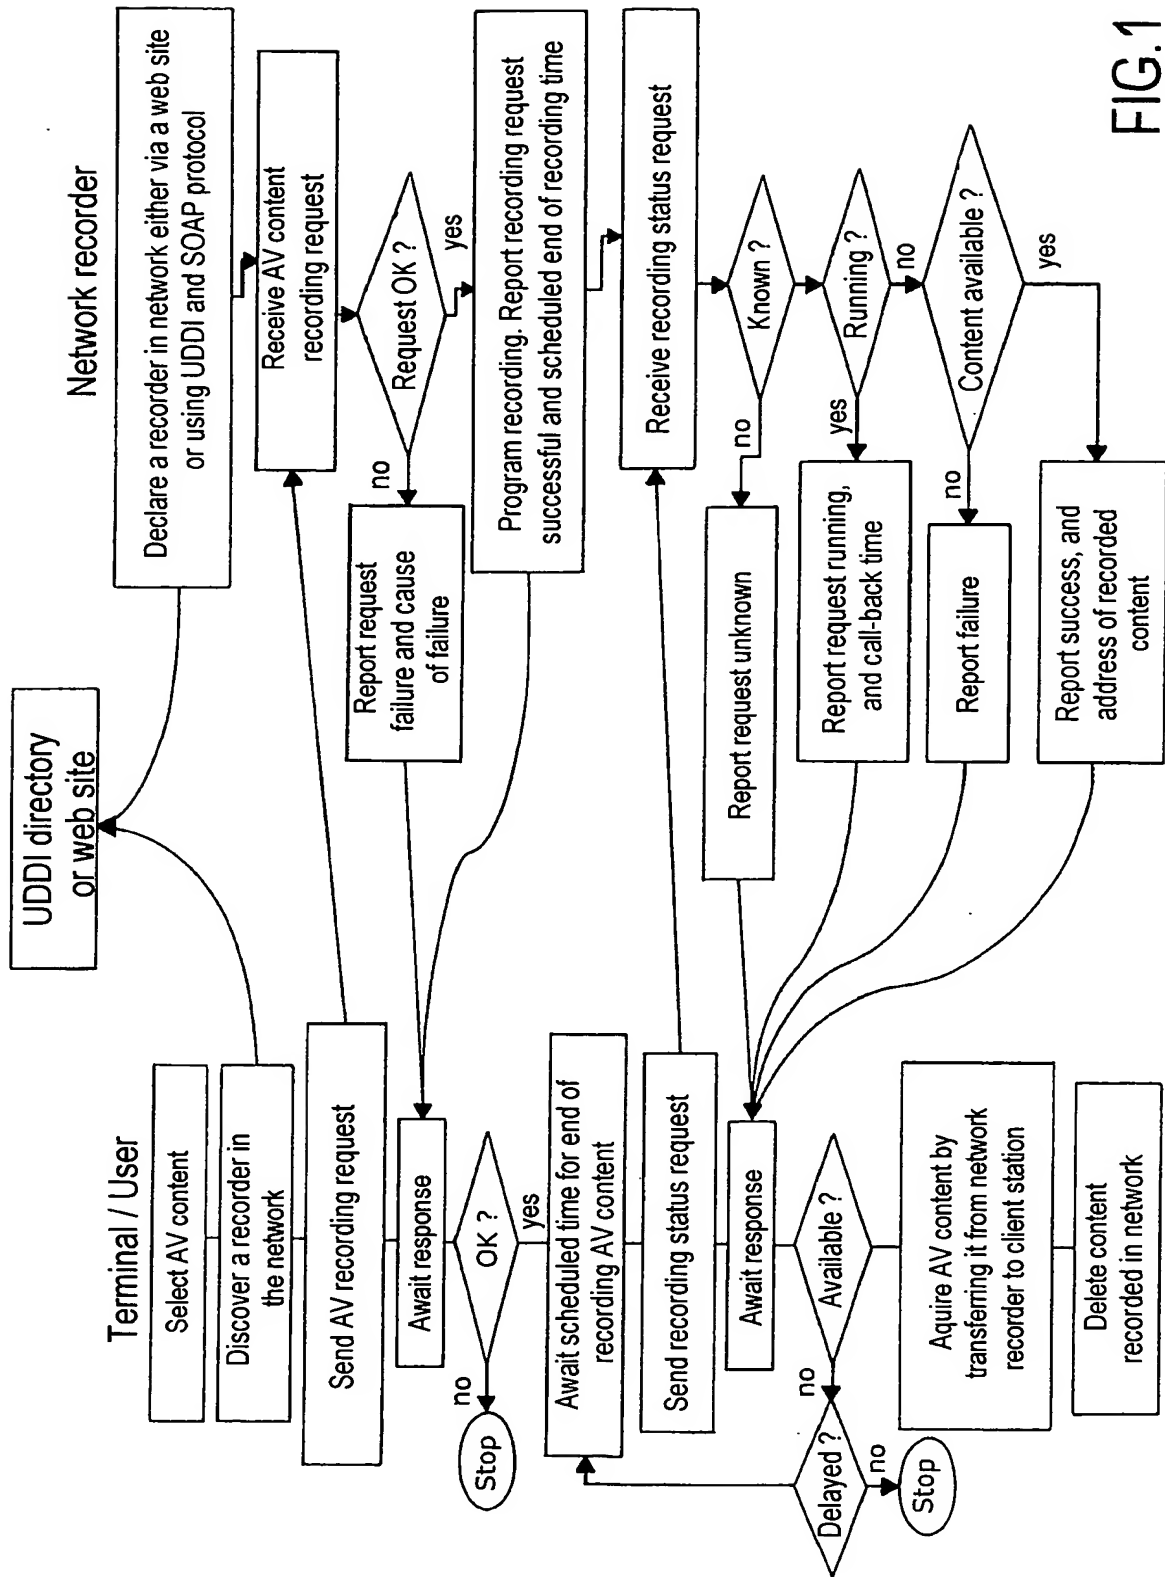 UDDI directory
or web site
Terminal / User
Select AV content
Discover a recorder in
the network
Send AV recording request
Await response
OK ?
no
Stop
yes
Await scheduled time for end of
recording AV content
Send recording status request
Await response
Available ?
no
Delayed ?
no
Stop
Aquire AV content by
transferring it from network
recorder to client station
Delete content
recorded in network
Network recorder
Declare a recorder in network either via a web site
or using UDDI and SOAP protocol
Receive AV content
recording request
Request OK ?
no
Report request
failure and cause
of failure
yes
Program recording. Report recording request
successful and scheduled end of recording time
Receive recording status request
Known ?
no
Report request unknown
Running ?
yes
Report request running,
and call-back time
no
Content available ?
no
Report failure
yes
Report success, and
address of recorded
content
FIG.1